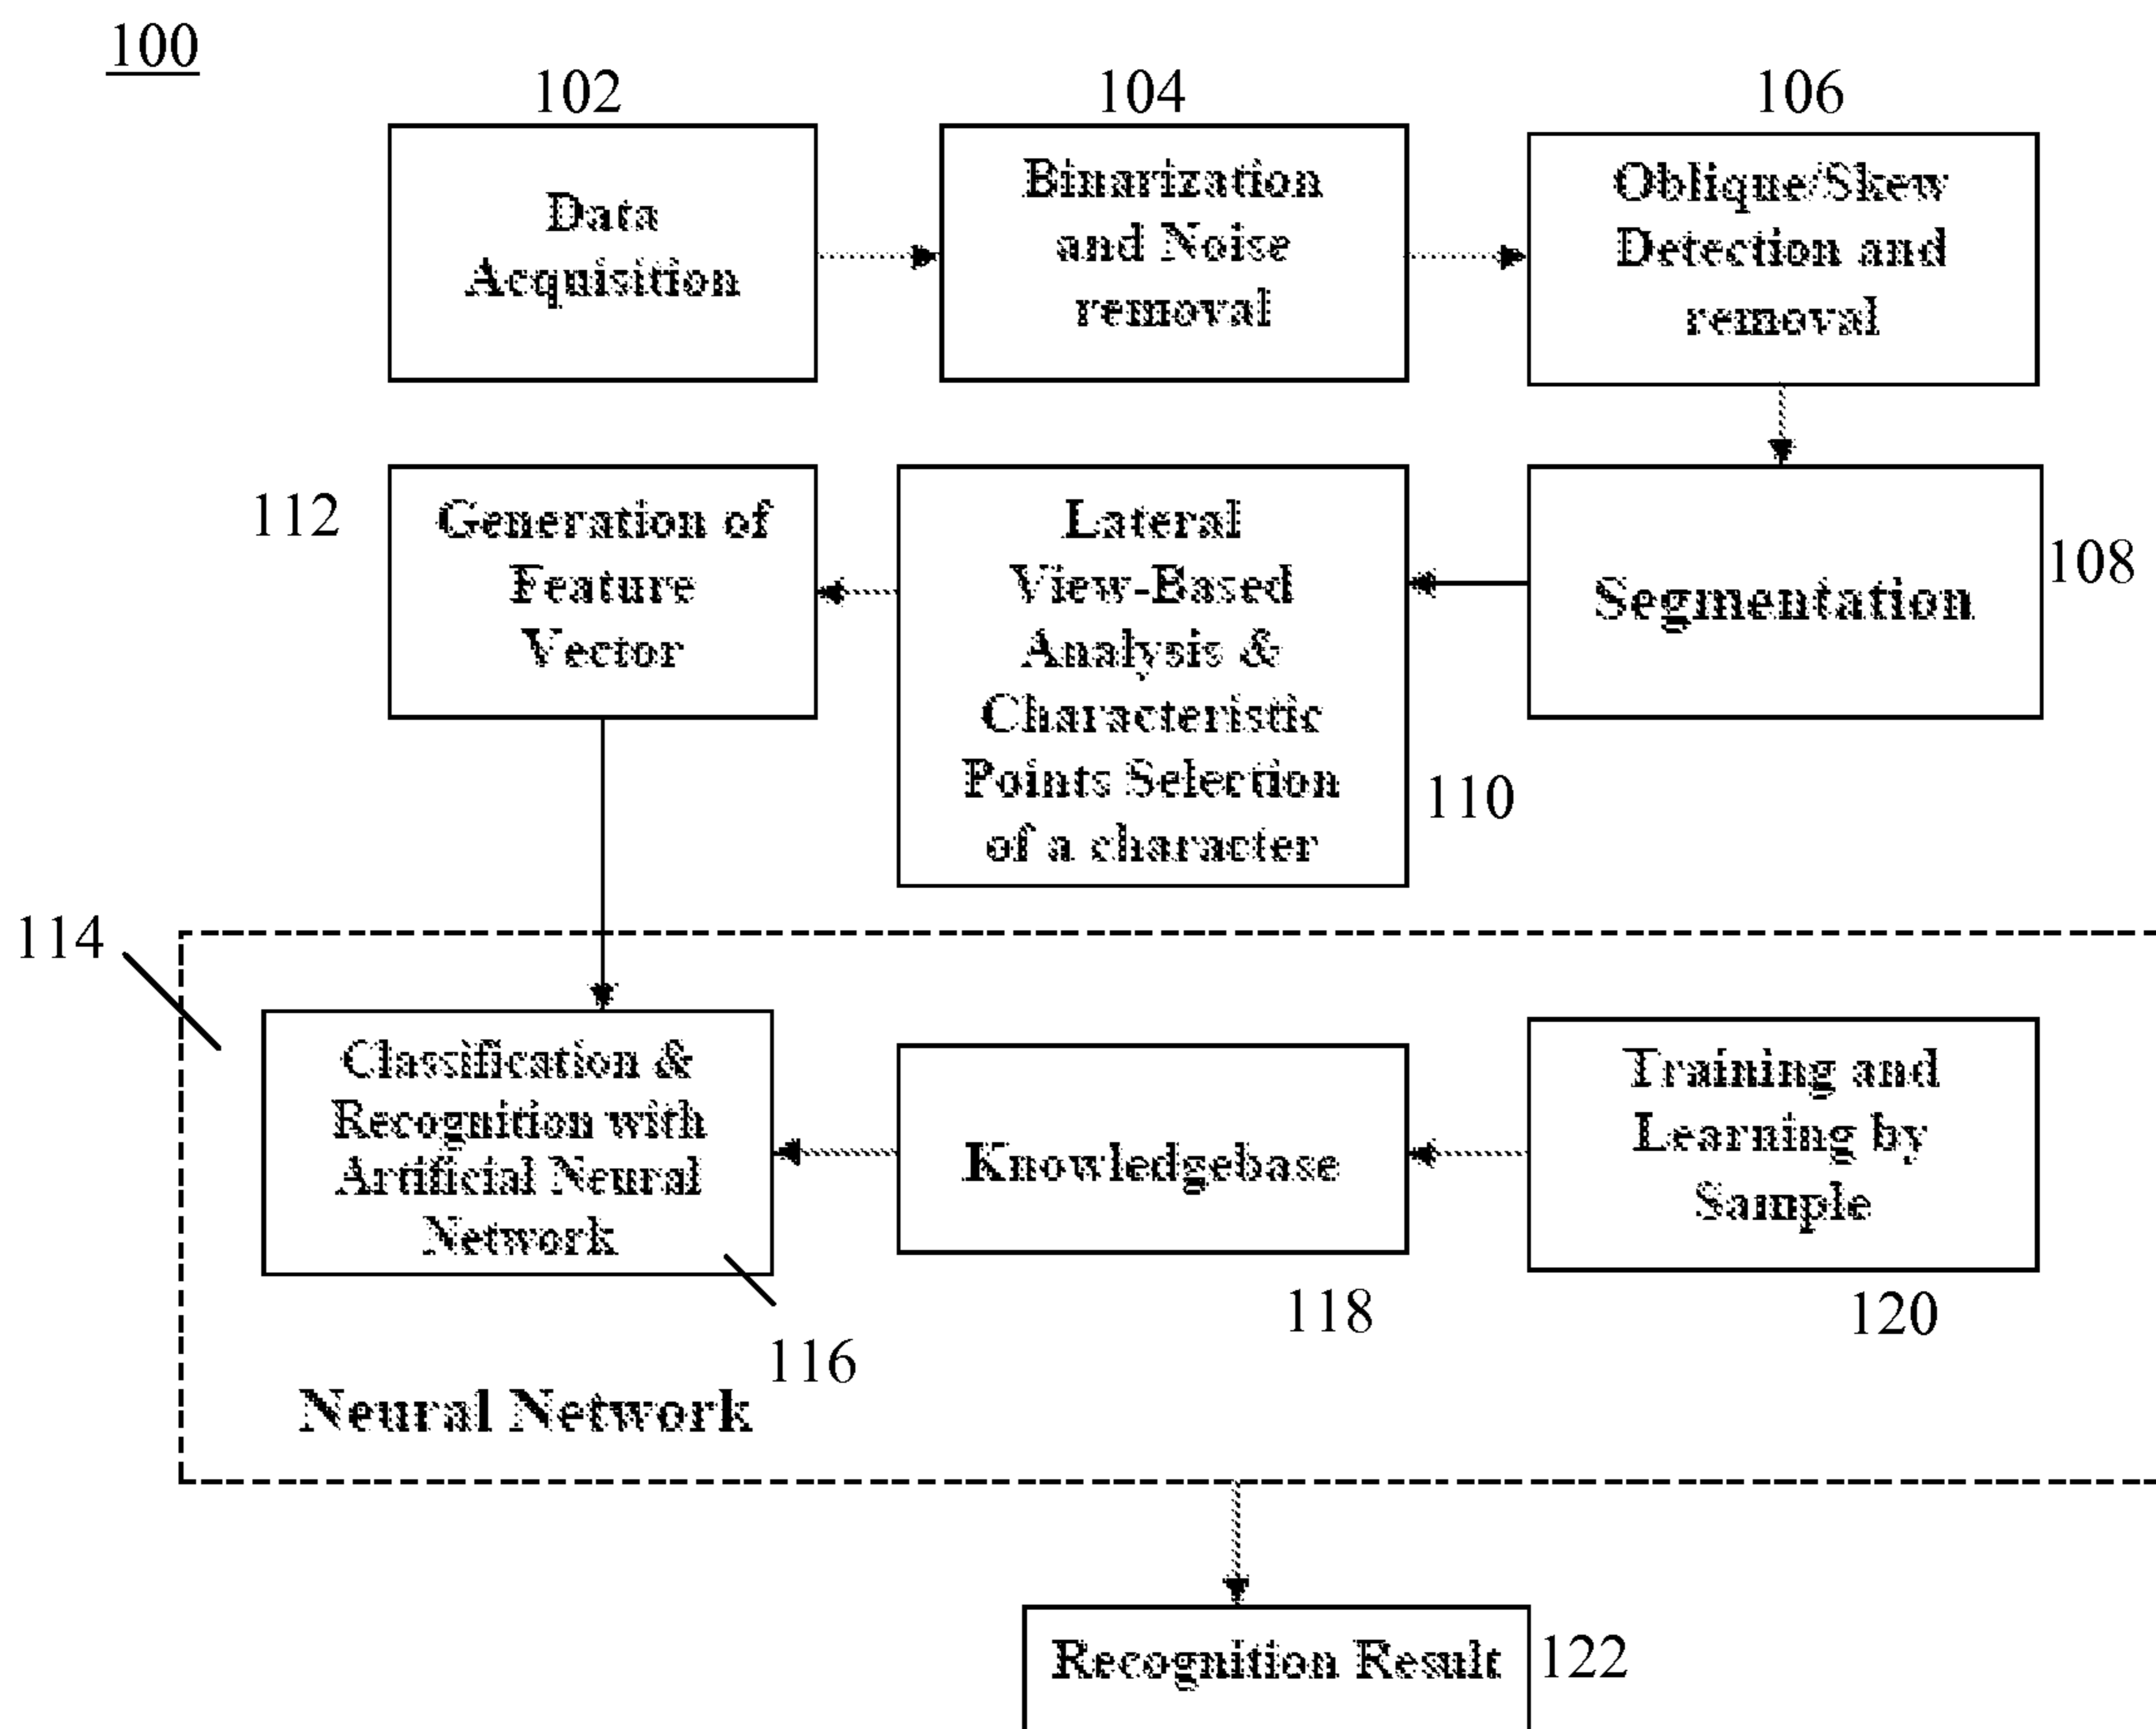 100
102
Data
Acquisition
104
Binarization
and Noise
removal
106
Oblique/Skew
Detection and
removal
112
Generation of
Feature
Vector
Lateral
View-Based
Analysis &
Characteristic
Points Selection
of a character
110
Segmentation
108
114
Classification &
Recognition with
Artificial Neural
Network
116
Knowledgebase
118
Training and
Learning by
Sample
120
Neural Network
Recognition Result
122